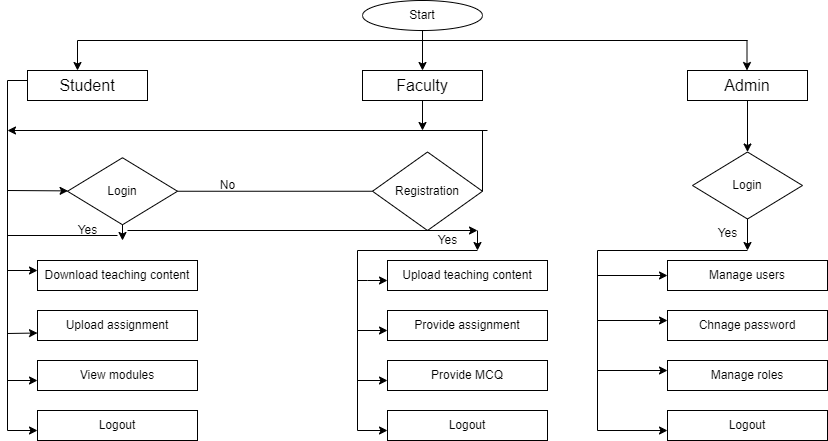 Start
Student
Faculty
Admin
Login
No
Registration
Login
Yes
Yes
Yes
Download teaching content
Upload teaching content
Manage users
Upload assignment
Provide assignment
Chnage password
View modules
Provide MCQ
Manage roles
Logout
Logout
Logout